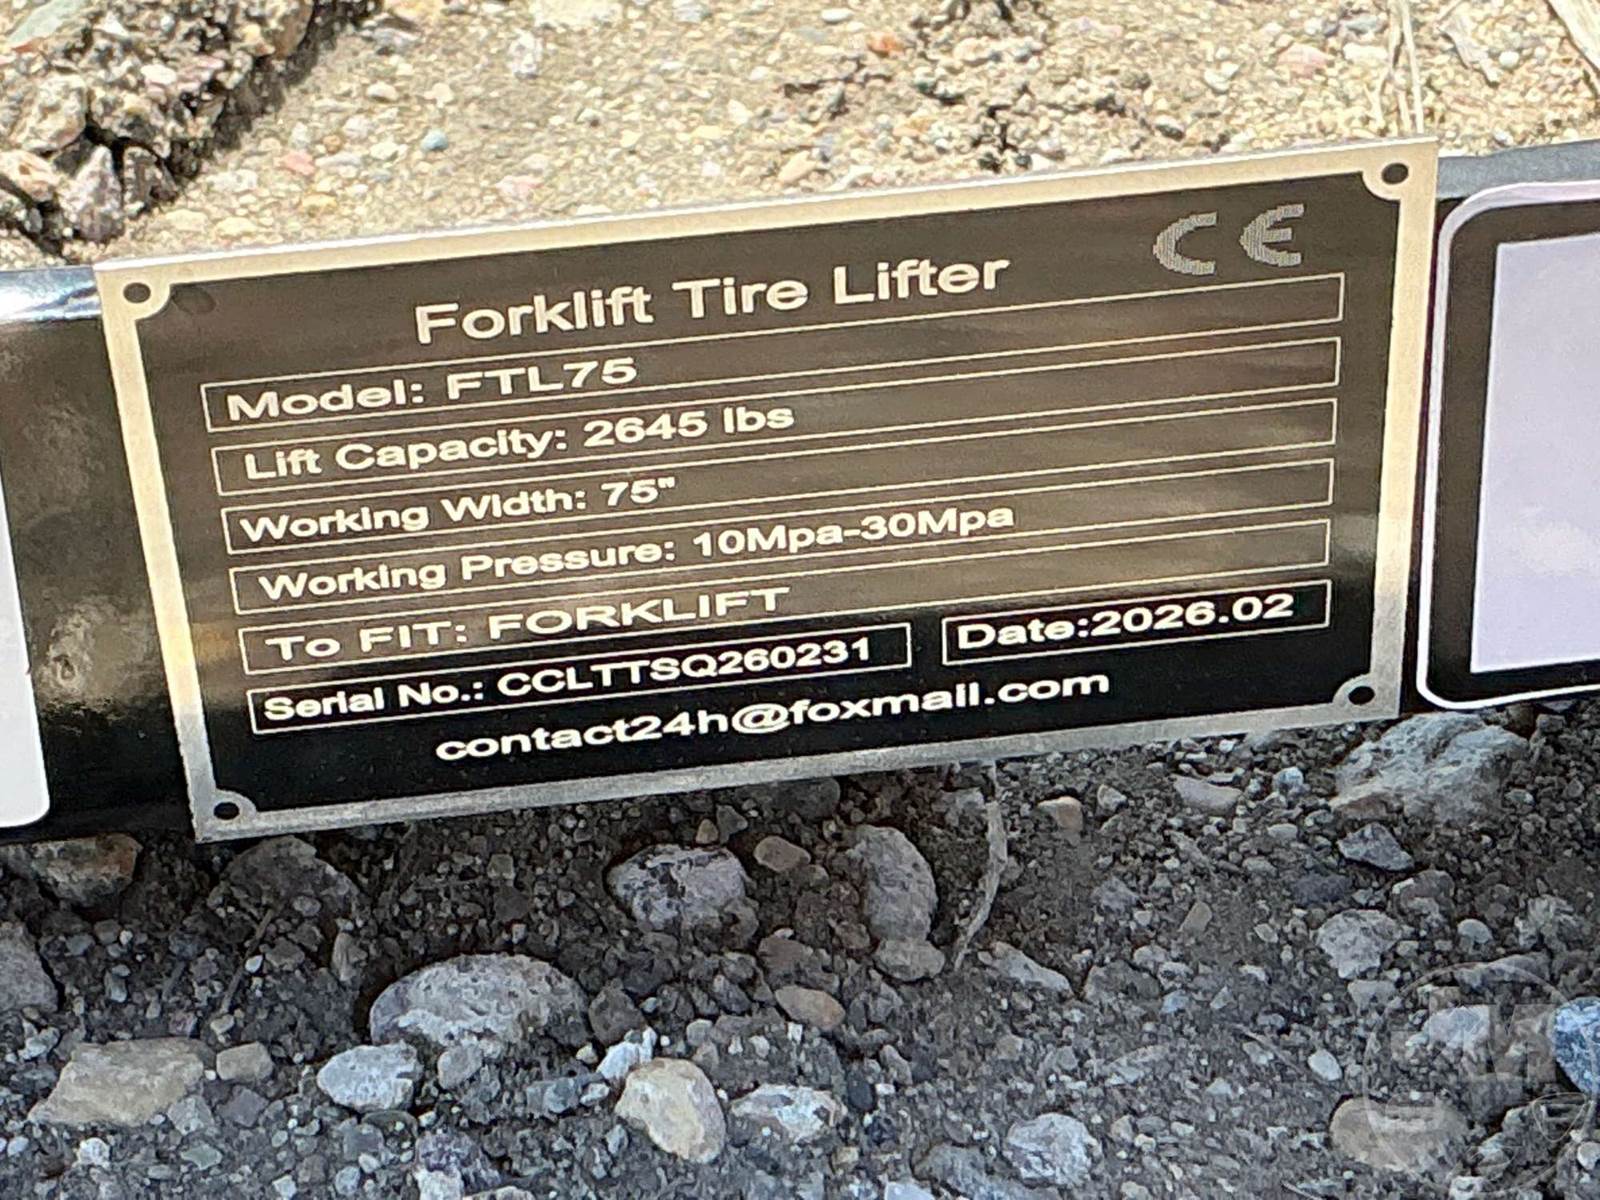 CE
Forklift Tire Lifter
Model: FTL75
Lift Capacity: 2645 lbs
Working Width: 75"
Working Pressure: 10Mpa-30Mpa
To FIT: FORKLIFT
Serial No.: CCLTTSQ260231 Date:2026.02
contact24h@foxmail.com